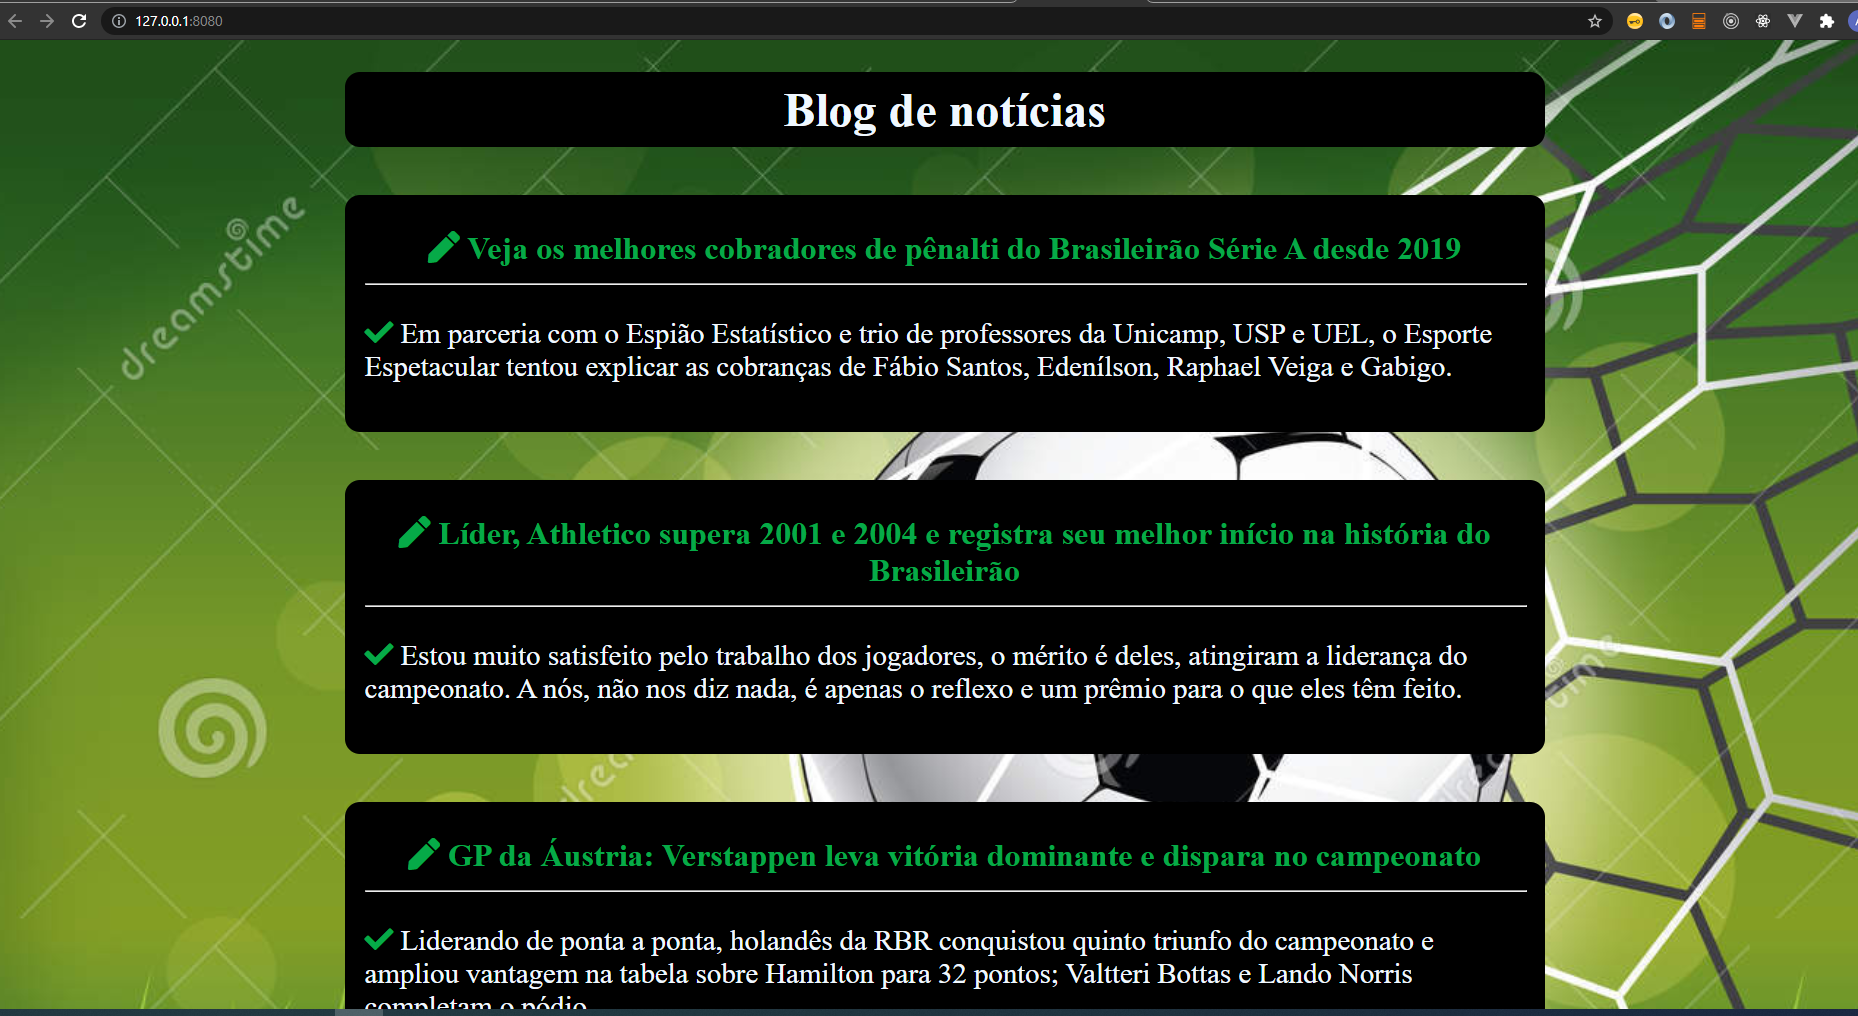 127.0.0.1:8080
Blog de notícias
Veja os melhores cobradores de pênalti do Brasileirão Série A desde 2019
Em parceria com o Espião Estatístico e trio de professores da Unicamp, USP e UEL, o Esporte
Espetacular tentou explicar as cobranças de Fábio Santos, Edenílson, Raphael Veiga e Gabigo.
dreamstime
Líder, Athletico supera 2001 e 2004 e registra seu melhor início na história do
Brasileirão
Estou muito satisfeito pelo trabalho dos jogadores, o mérito é deles, atingiram a liderança do
campeonato. A nós, não nos diz nada, é apenas o reflexo e um prêmio para o que eles têm feito.
GP da Áustria: Verstappen leva vitória dominante e dispara no campeonato
Liderando de ponta a ponta, holandês da RBR conquistou quinto triunfo do campeonato e
ampliou vantagem na tabela sobre Hamilton para 32 pontos; Valtteri Bottas e Lando Norris
completam o pódio